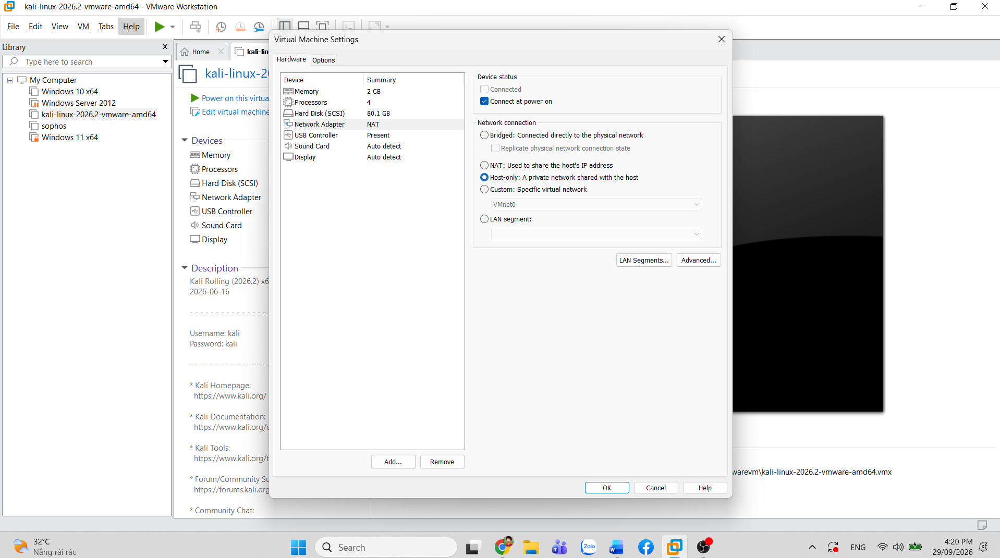 kali-linux-2026.2-vmware-amd64 - VMware Workstation
File Edit View VM Tabs Help
Library
Type here to search
My Computer
Windows 10 x64
Windows Server 2012
kali-linux-2026.2-vmware-amd64
sophos
Windows 11 x64
Home
kali-lin
kali-linux-2
Power on this virtua
Edit virtual machine
Devices
Memory
Processors
Hard Disk (SCSI)
Network Adapter
USB Controller
Sound Card
Display
Description
Kali Rolling (2026.2) x6
2026-06-16
- - - - - - - - - - - - - - - -
Username: kali
Password: kali
- - - - - - - - - - - - - - - -
* Kali Homepage:
https://www.kali.org/
* Kali Documentation:
https://www.kali.org/
* Kali Tools:
https://www.kali.org/t
* Forum/Community Su
https://forums.kali.org
* Community Chat:
Virtual Machine Settings
Hardware Options
Device Summary
Memory 2 GB
Processors 4
Hard Disk (SCSI) 80.1 GB
Network Adapter NAT
USB Controller Present
Sound Card Auto detect
Display Auto detect
Add... Remove
Device status
Connected
Connect at power on
Network connection
Bridged: Connected directly to the physical network
Replicate physical network connection state
NAT: Used to share the host's IP address
Host-only: A private network shared with the host
Custom: Specific virtual network
VMnet0
LAN segment:
LAN Segments... Advanced...
OK Cancel Help
warevm\kali-linux-2026.2-vmware-amd64.vmx
32°C
Nắng rải rác
Search
Zalo
ENG
4:20 PM
29/09/2026